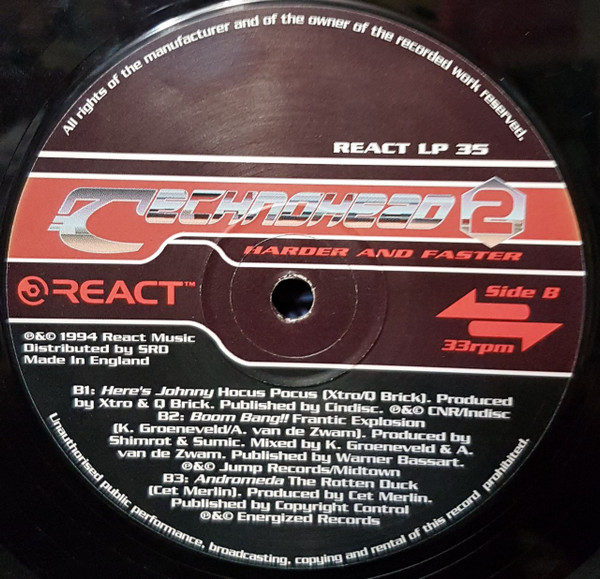 All rights of the manufacturer and of the owner of the recorded work reserved.
REACT LP 35
TECHNOHEAD 2
HARDER AND FASTER
REACT™
Side B
33rpm
℗&© 1994 React Music
Distributed by SRD
Made In England
B1: Here's Johnny Hocus Pocus (Xtro/Q Brick). Produced
by Xtro & Q Brick. Published by Cindisc. ℗&© CNR/Indisc
B2: Boom Bang!! Frantic Explosion
(K. Groeneveld/A. van de Zwam). Produced by
Shimrot & Sumic. Mixed by K. Groeneveld & A.
van de Zwam. Published by Warner Bassart.
℗&© Jump Records/Midtown
B3: Andromeda The Rotten Duck
(Cet Merlin). Produced by Cet Merlin.
Published by Copyright Control
℗&© Energized Records
Unauthorised public performance, broadcasting, copying and rental of this record prohibited.